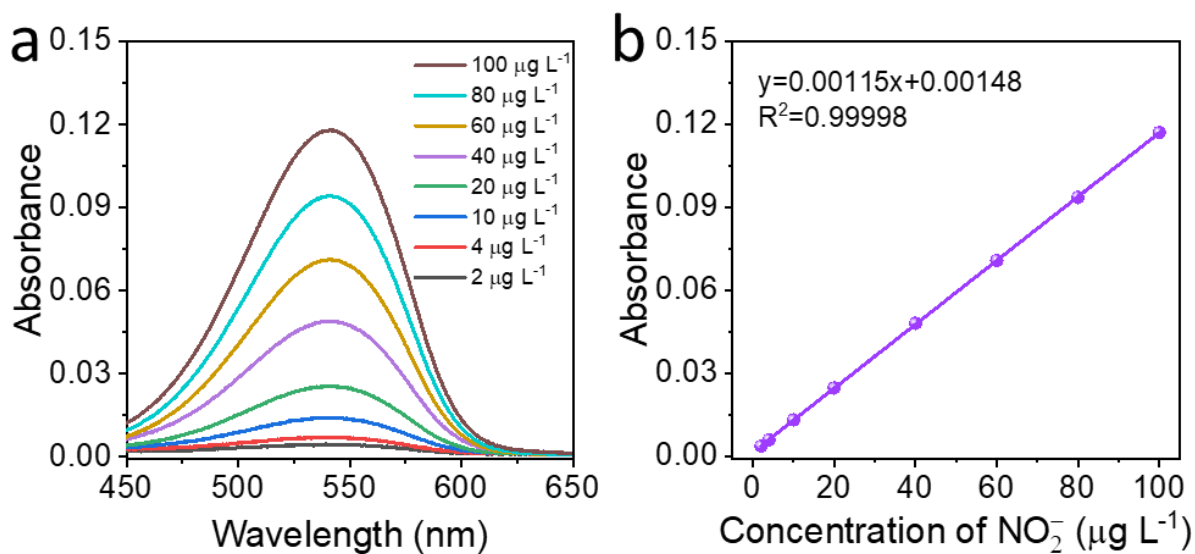 a
0.15
0.12
0.09
0.06
0.03
0.00
Absorbance
100 μg L⁻¹
80 μg L⁻¹
60 μg L⁻¹
40 μg L⁻¹
20 μg L⁻¹
10 μg L⁻¹
4 μg L⁻¹
2 μg L⁻¹
450 500 550 600 650
Wavelength (nm)
b
0.15
0.12
0.09
0.06
0.03
0.00
Absorbance
y=0.00115x+0.00148
R²=0.99998
0 20 40 60 80 100
Concentration of NO₂⁻ (μg L⁻¹)